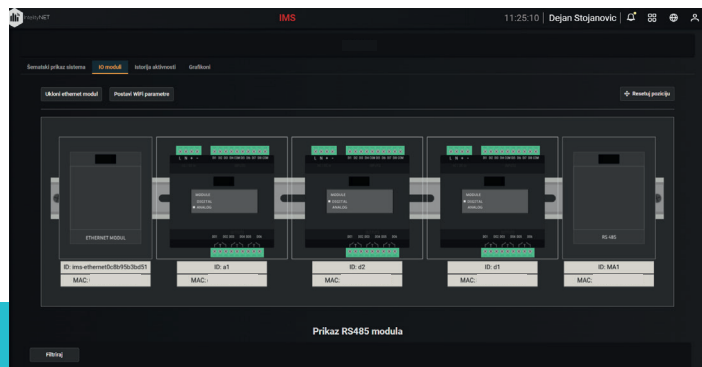 IMS
11:25:10 | Dejan Stojanovic
Šematski prikaz sistema IO moduli Istorija aktivnosti Grafikoni
Ukloni ethernet modul Postavi WiFi parametre Resetuj poziciju
L N + -
L N + -
L N + -
MODULE
DIGITAL
ANALOG
MODULE
DIGITAL
ANALOG
MODULE
DIGITAL
ANALOG
ETHERNET MODUL
RS-485
ID: ims-ethernet0c8b95b3bd51 ID: a1 ID: d2 ID: d1 ID: MA1
MAC: MAC: MAC: MAC: MAC:
Prikaz RS485 modula
Filtriraj